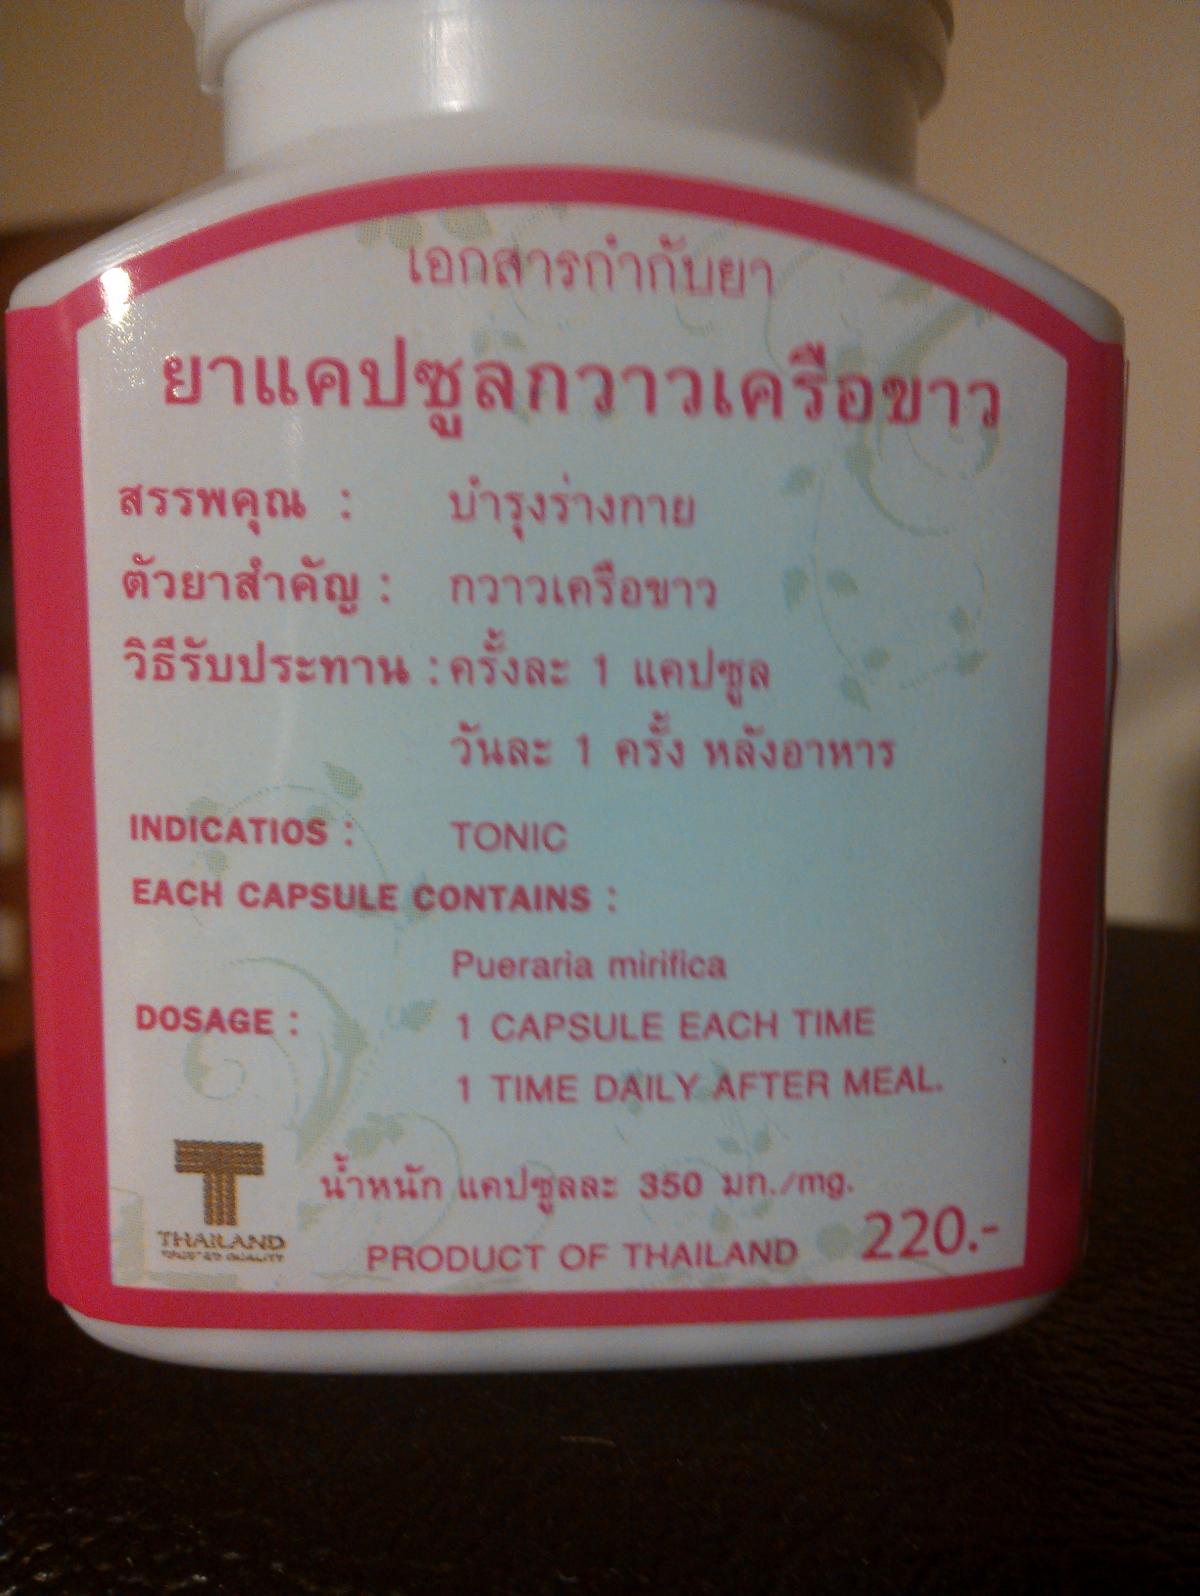 เอกสารกำกับยา
ยาแคปซูลกวาวเครือขาว
สรรพคุณ : บำรุงร่างกาย
ตัวยาสำคัญ : กวาวเครือขาว
วิธีรับประทาน : ครั้งละ 1 แคปซูล
วันละ 1 ครั้ง หลังอาหาร
INDICATIOS : TONIC
EACH CAPSULE CONTAINS :
Pueraria mirifica
DOSAGE : 1 CAPSULE EACH TIME
1 TIME DAILY AFTER MEAL.
น้ำหนัก แคปซูลละ 350 มก./mg.
THAILAND
TRUSTED QUALITY
PRODUCT OF THAILAND 220.-